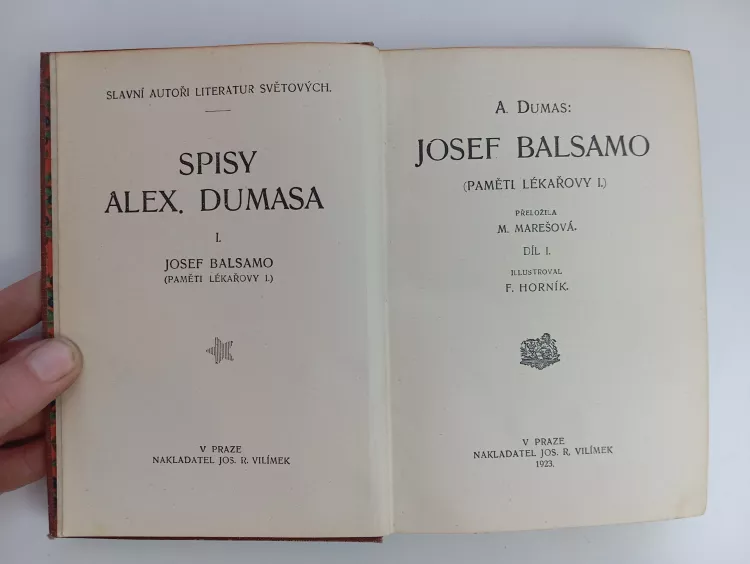 SLAVNÍ AUTOŘI LITERATUR SVĚTOVÝCH.
SPISY
ALEX. DUMASA
I.
JOSEF BALSAMO
(PAMĚTI LÉKAŘOVY I.)
V PRAZE
NAKLADATEL JOS. R. VILÍMEK
A. DUMAS:
JOSEF BALSAMO
(PAMĚTI LÉKAŘOVY I.)
PŘELOŽILA
M. MAREŠOVÁ.
DÍL I.
ILLUSTROVAL
F. HORNÍK.
V PRAZE
NAKLADATEL JOS. R. VILÍMEK
1923.